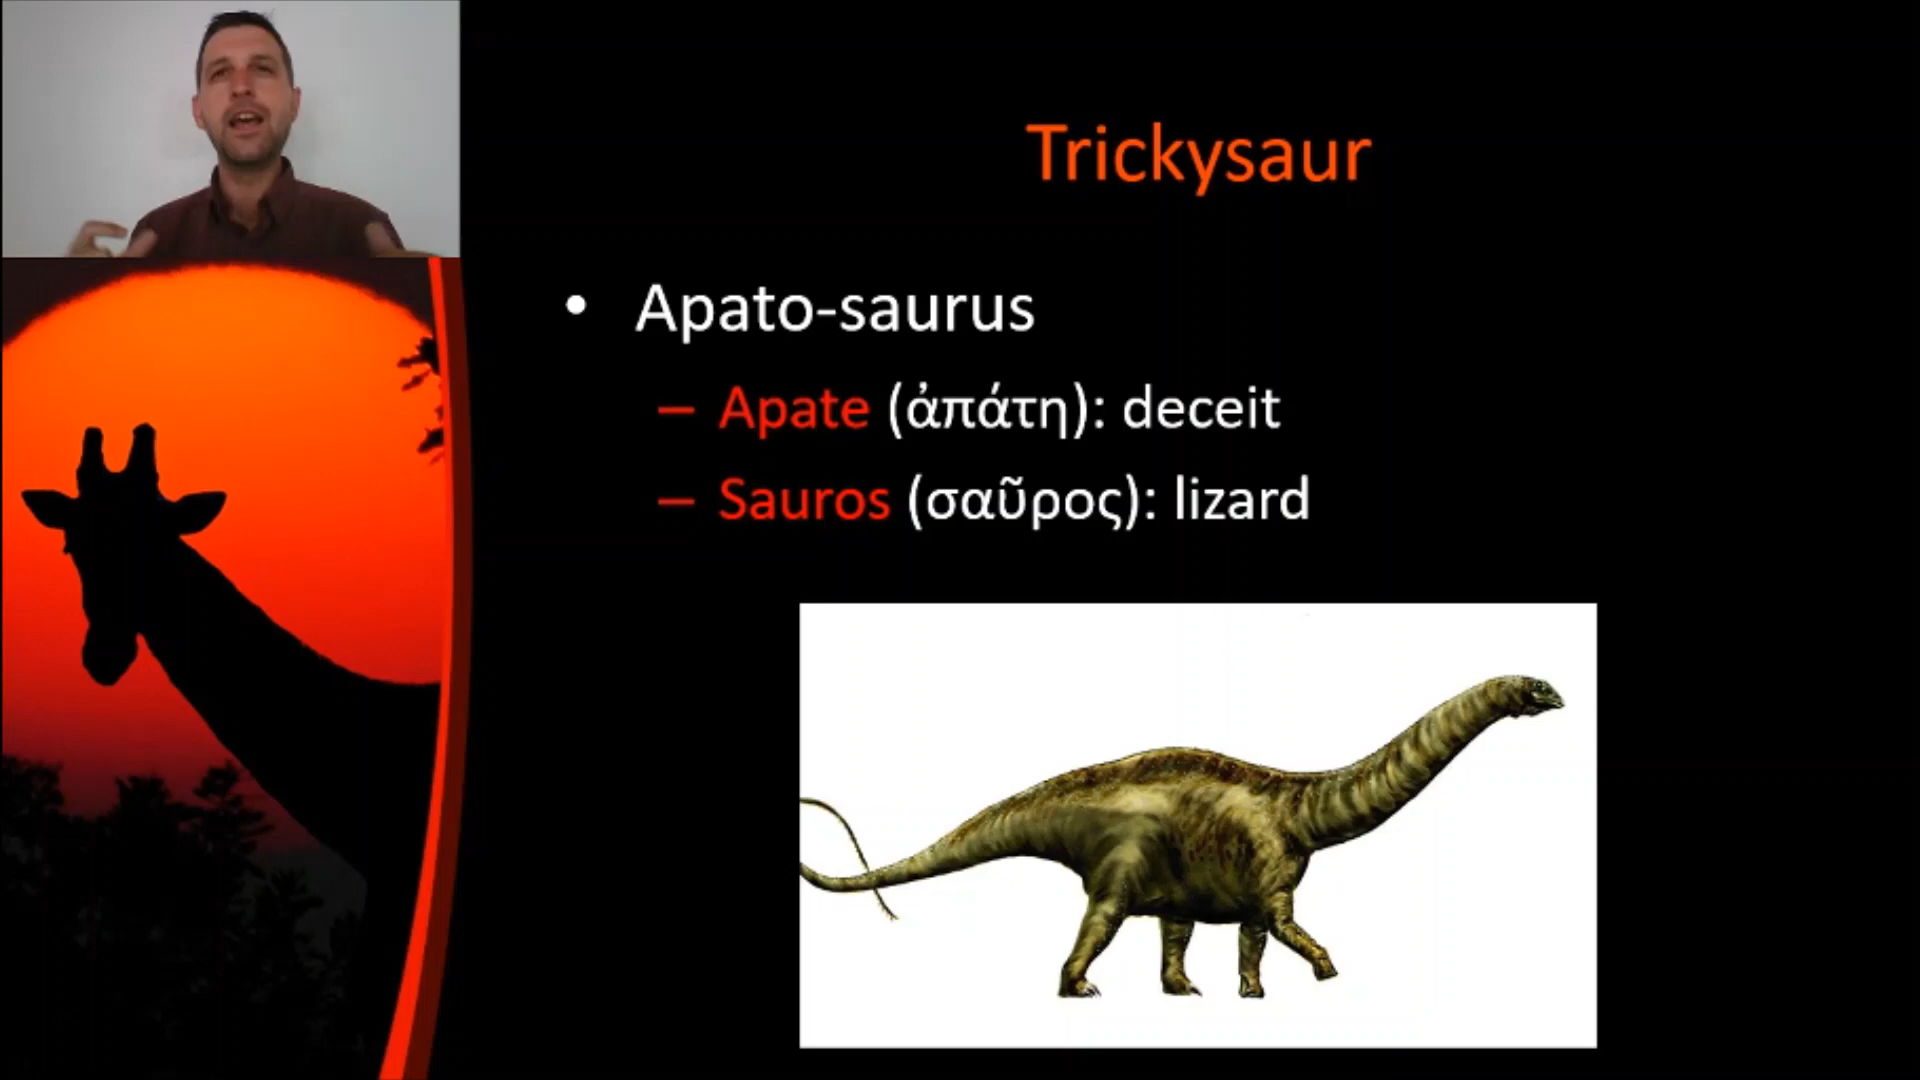 Trickysaur
• Apato-saurus
– Apate (ἀπάτη): deceit
– Sauros (σαῦρος): lizard